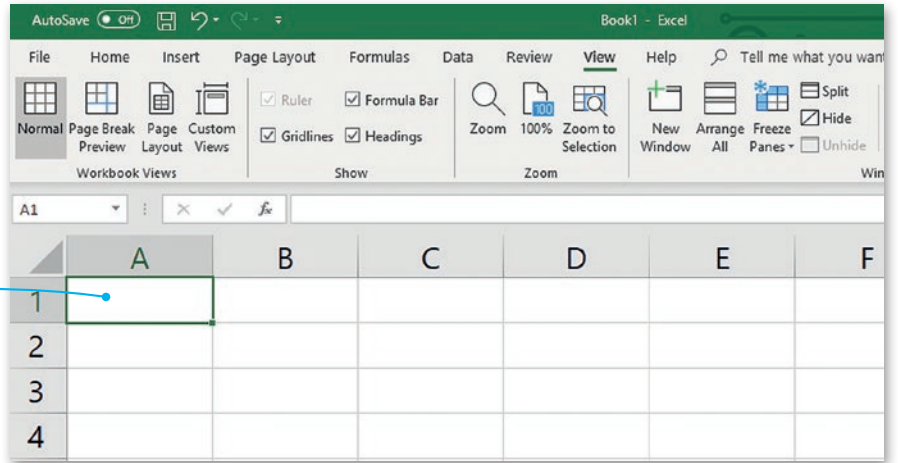 AutoSave Off Book1 - Excel
File Home Insert Page Layout Formulas Data Review View Help Tell me what you want
Normal Page Break Preview Page Layout Custom Views
Workbook Views
Ruler Formula Bar
Gridlines Headings
Show
Zoom 100% Zoom to Selection
Zoom
New Window Arrange All Freeze Panes
Split
Hide
Unhide
Win
A1 fx
A B C D E F
1
2
3
4